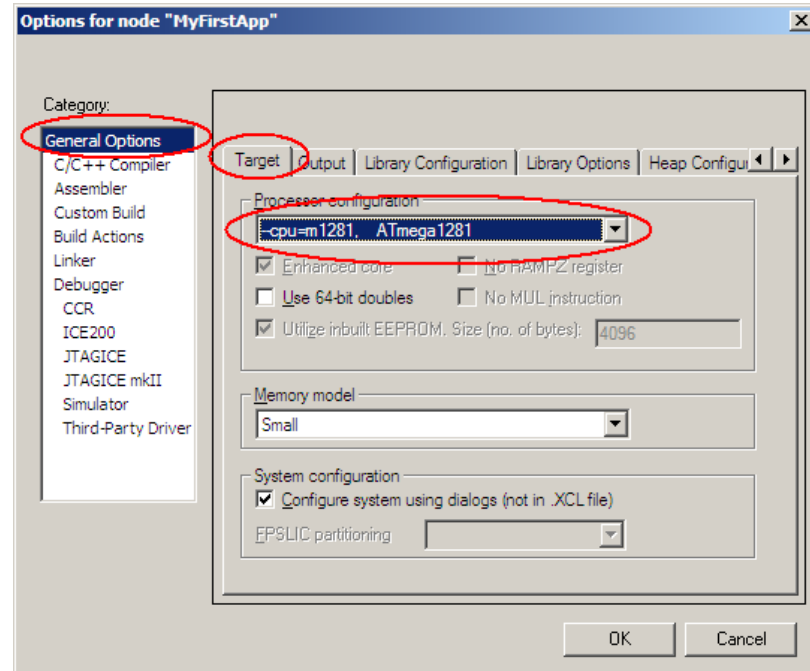 Options for node "MyFirstApp"
Category:
General Options
C/C++ Compiler
Assembler
Custom Build
Build Actions
Linker
Debugger
CCR
ICE200
JTAGICE
JTAGICE mkII
Simulator
Third-Party Driver
Target Output Library Configuration Library Options Heap Configu
Processor configuration
--cpu=m1281, ATmega1281
Enhanced core No RAMPZ register
Use 64-bit doubles No MUL instruction
Utilize inbuilt EEPROM. Size (no. of bytes): 4096
Memory model
Small
System configuration
Configure system using dialogs (not in .XCL file)
FPSLIC partitioning
OK Cancel